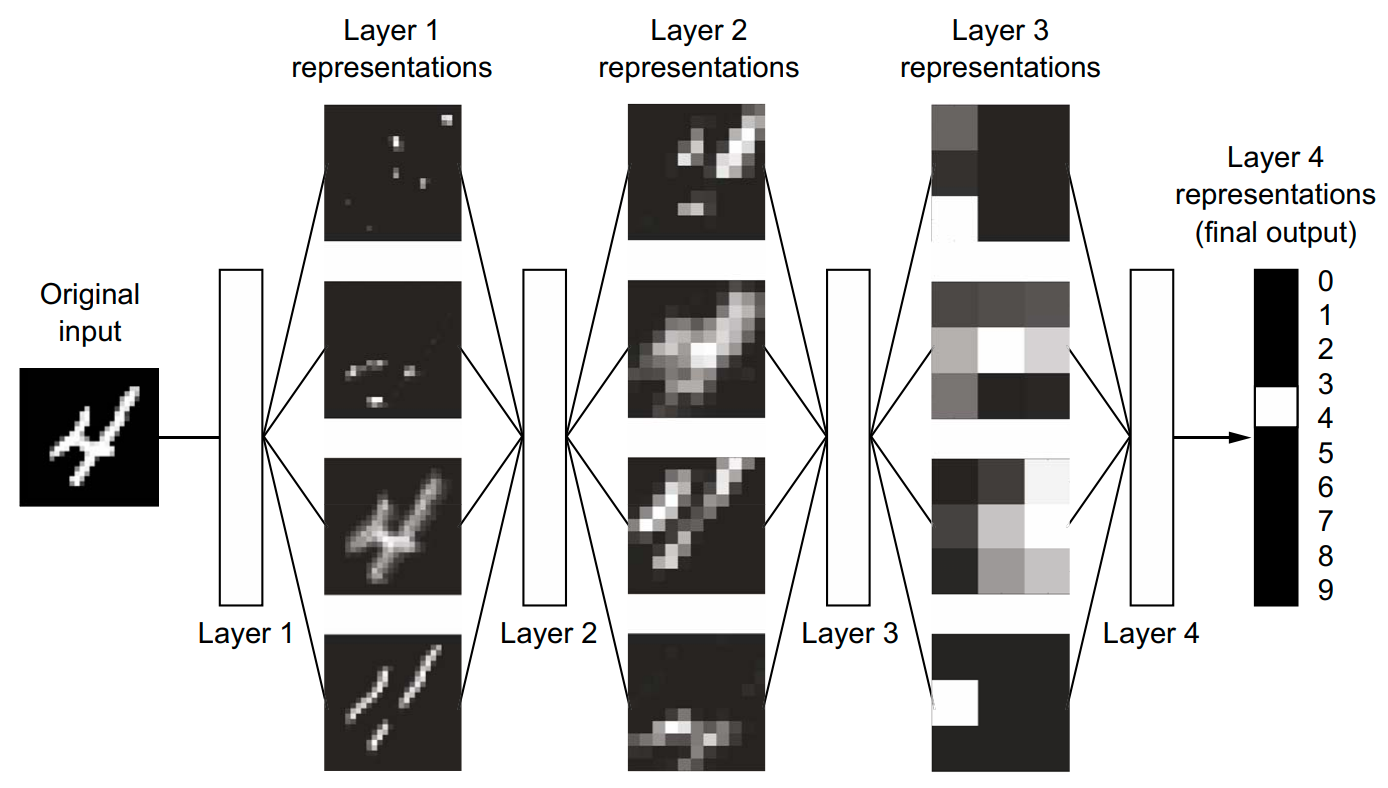 Layer 1
representations
Layer 2
representations
Layer 3
representations
Layer 4
representations
(final output)
Original
input
0
1
2
3
4
5
6
7
8
9
Layer 1
Layer 2
Layer 3
Layer 4